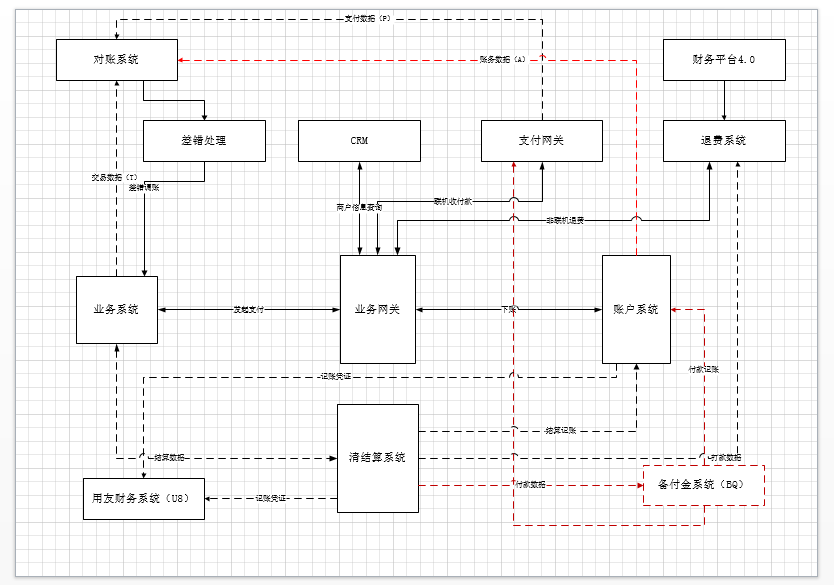 支付数据（P）
对账系统
账务数据（A）
财务平台4.0
差错处理
CRM
支付网关
退费系统
交易数据（T）
差错调账
商户信息查询
联机收付款
非联机退费
业务系统
发起支付
业务网关
下账
账户系统
记账凭证
付款记账
结算记账
结算数据
清结算系统
打款数据
付款数据
备付金系统（BQ）
用友财务系统（U8）
记账凭证